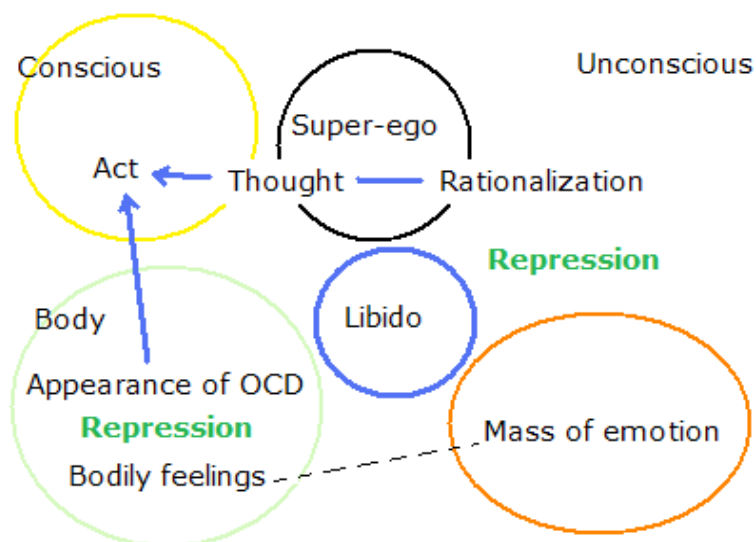 Conscious
Unconscious
Super-ego
Act
Thought
Rationalization
Repression
Body
Libido
Appearance of OCD
Repression
Mass of emotion
Bodily feelings